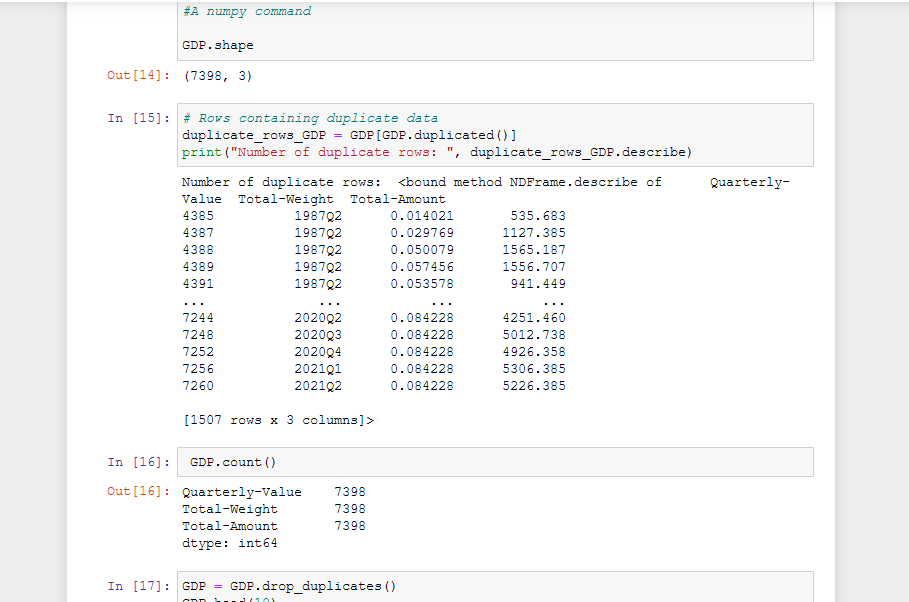 #A numpy command
GDP.shape
Out[14]: (7398, 3)
In [15]: # Rows containing duplicate data
duplicate_rows_GDP = GDP[GDP.duplicated()]
print("Number of duplicate rows: ", duplicate_rows_GDP.describe)
Number of duplicate rows:  <bound method NDFrame.describe of      Quarterly-
Value  Total-Weight  Total-Amount
4385          1987Q2      0.014021       535.683
4387          1987Q2      0.029769      1127.385
4388          1987Q2      0.050079      1565.187
4389          1987Q2      0.057456      1556.707
4391          1987Q2      0.053578       941.449
...              ...           ...           ...
7244          2020Q2      0.084228      4251.460
7248          2020Q3      0.084228      5012.738
7252          2020Q4      0.084228      4926.358
7256          2021Q1      0.084228      5306.385
7260          2021Q2      0.084228      5226.385
[1507 rows x 3 columns]>
In [16]: GDP.count()
Out[16]: Quarterly-Value    7398
Total-Weight       7398
Total-Amount       7398
dtype: int64
In [17]: GDP = GDP.drop_duplicates()
GDP.head(10)